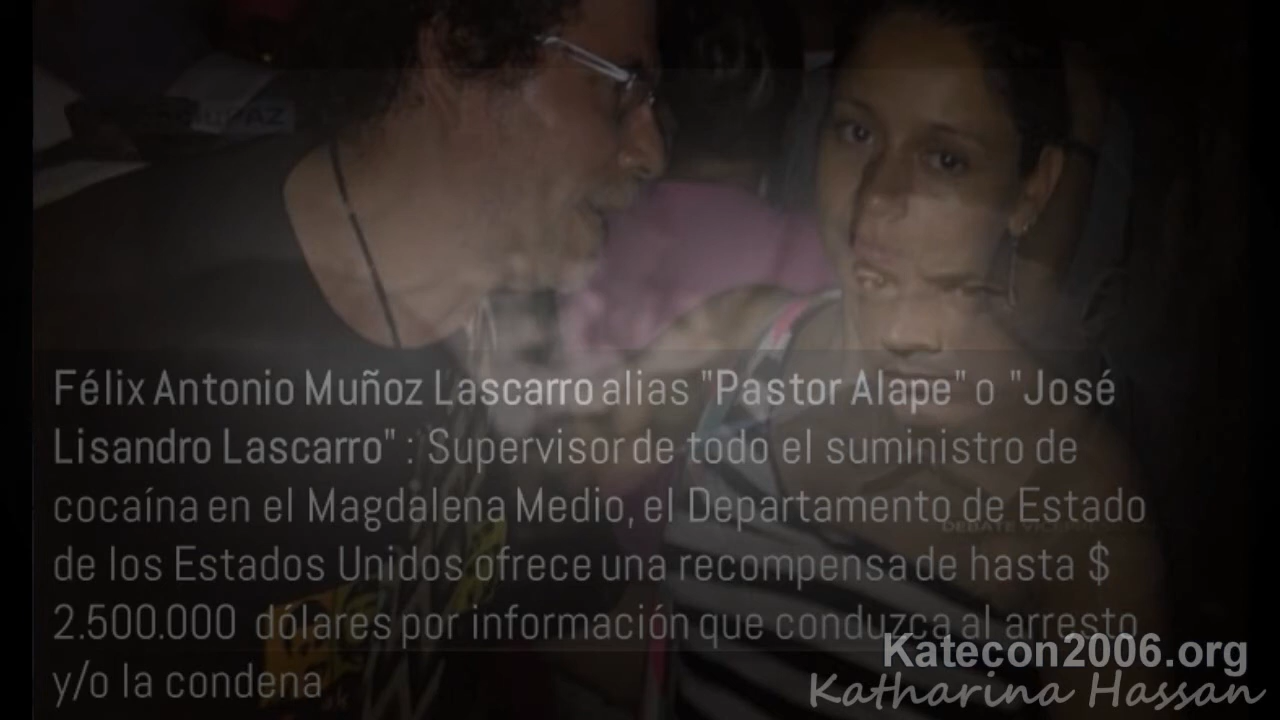 PAZ
Félix Antonio Muñoz Lascarro alias "Pastor Alape" o "José
Lisandro Lascarro" : Supervisor de todo el suministro de
cocaína en el Magdalena Medio, el Departamento de Estado
DEBATE
de los Estados Unidos ofrece una recompensa de hasta $
2.500.000 dólares por información que conduzca al arresto
y/o la condena
Katecon2006.org
Katharina Hassan